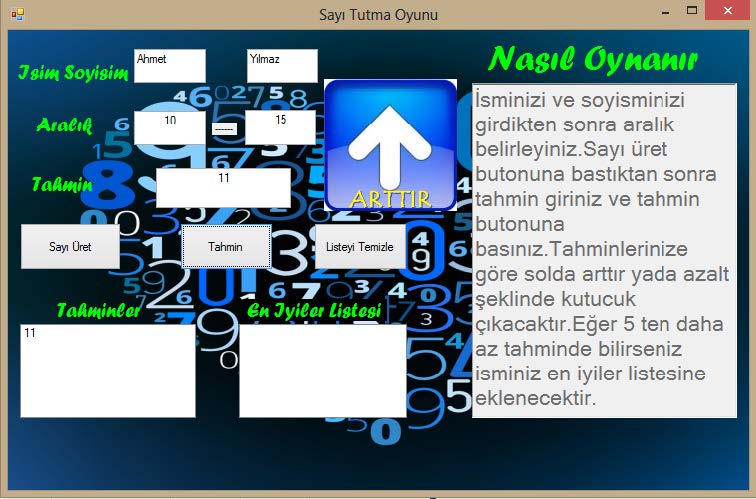 Sayı Tutma Oyunu
Isim Soyisim
Ahmet
Yılmaz
Nasıl Oynanır
Aralık
10
------
15
Tahmin
11
ARTTIR
Sayı Üret
Tahmin
Listeyi Temizle
Tahminler
En Iyiler Listesi
11
İsminizi ve soyisminizi
girdikten sonra aralık
belirleyiniz.Sayı üret
butonuna bastıktan sonra
tahmin giriniz ve tahmin
butonuna
basınız.Tahminlerinize
göre solda arttır yada azalt
şeklinde kutucuk
çıkacaktır.Eğer 5 ten daha
az tahminde bilirseniz
isminiz en iyiler listesine
eklenecektir.